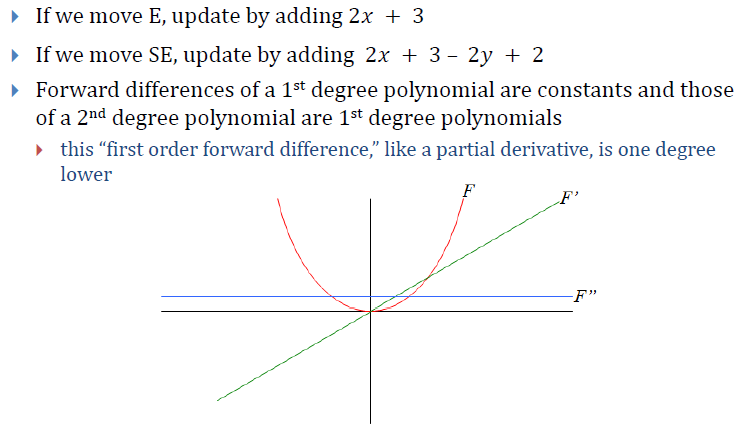 If we move E, update by adding 2x + 3
If we move SE, update by adding 2x + 3 – 2y + 2
Forward differences of a 1st degree polynomial are constants and those
of a 2nd degree polynomial are 1st degree polynomials
this “first order forward difference,” like a partial derivative, is one degree
lower
F
F’
F”